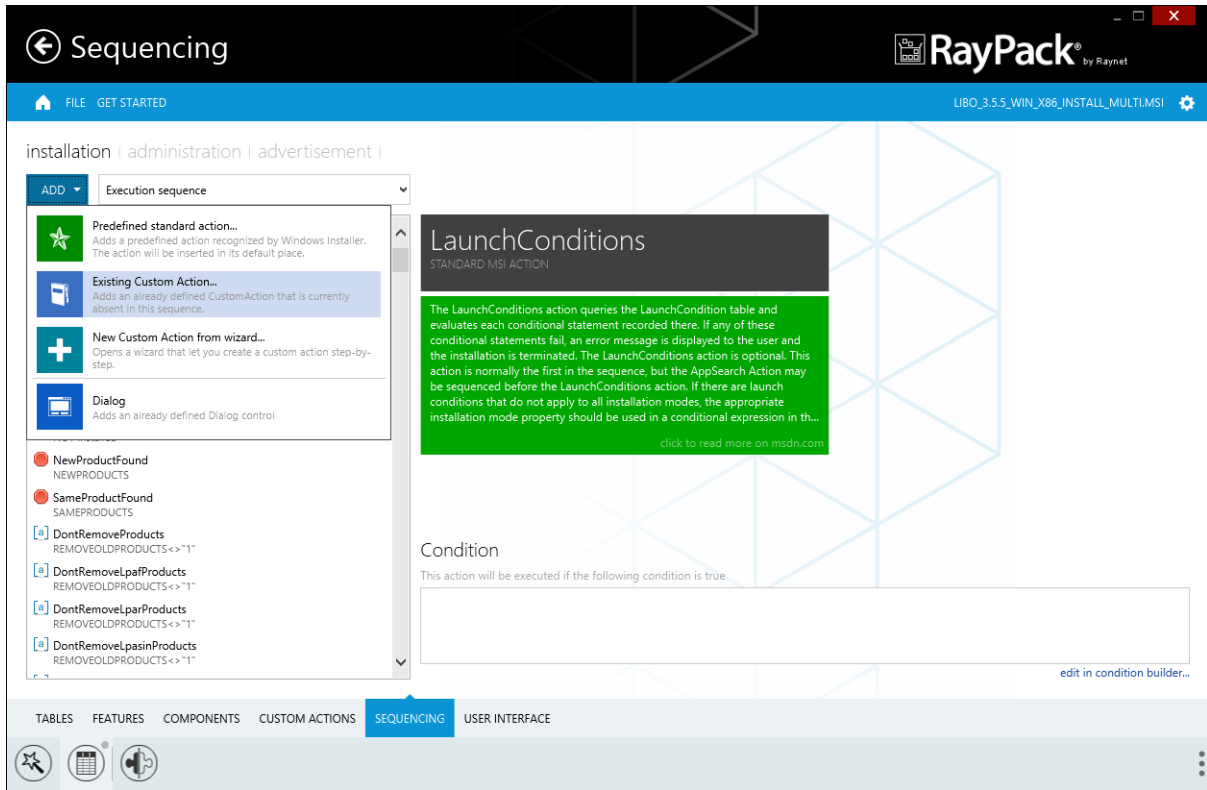 Sequencing
RayPack® by Raynet
FILE GET STARTED
LIBO_3.5.5_WIN_X86_INSTALL_MULTI.MSI
installation | administration | advertisement |
ADD
Execution sequence
Predefined standard action...
Adds a predefined action recognized by Windows Installer.
The action will be inserted in its default place.
Existing Custom Action...
Adds an already defined CustomAction that is currently
absent in this sequence.
New Custom Action from wizard...
Opens a wizard that let you create a custom action step-by-
step.
Dialog
Adds an already defined Dialog control
NewProductFound
NEWPRODUCTS
SameProductFound
SAMEPRODUCTS
[a] DontRemoveProducts
REMOVEOLDPRODUCTS<>"1"
[a] DontRemoveLpafProducts
REMOVEOLDPRODUCTS<>"1"
[a] DontRemoveLparProducts
REMOVEOLDPRODUCTS<>"1"
[a] DontRemoveLpasinProducts
REMOVEOLDPRODUCTS<>"1"
LaunchConditions
STANDARD MSI ACTION
The LaunchConditions action queries the LaunchCondition table and
evaluates each conditional statement recorded there. If any of these
conditional statements fail, an error message is displayed to the user and
the installation is terminated. The LaunchConditions action is optional. This
action is normally the first in the sequence, but the AppSearch Action may
be sequenced before the LaunchConditions action. If there are launch
conditions that do not apply to all installation modes, the appropriate
installation mode property should be used in a conditional expression in th...
click to read more on msdn.com
Condition
This action will be executed if the following condition is true
edit in condition builder...
TABLES FEATURES COMPONENTS CUSTOM ACTIONS SEQUENCING USER INTERFACE